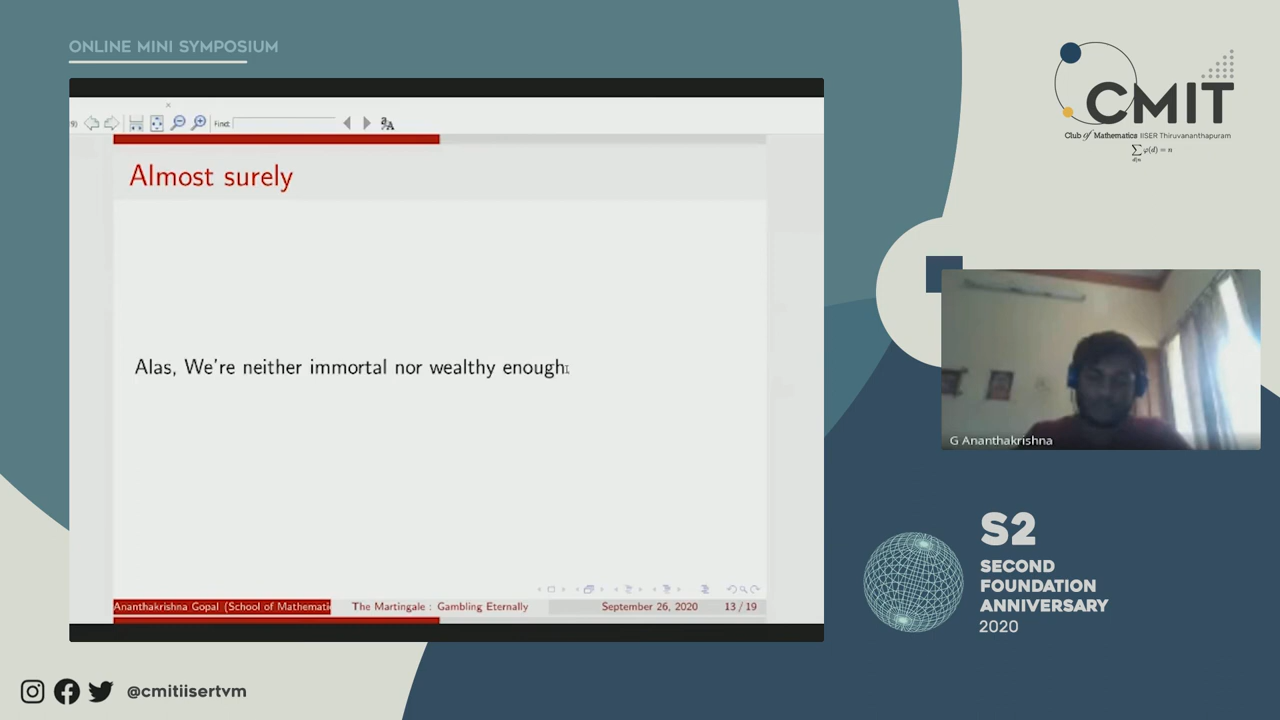 ONLINE MINI SYMPOSIUM
Find:
Almost surely
Alas, We're neither immortal nor wealthy enough.
Ananthakrishna Gopal (School of Mathemati
The Martingale : Gambling Eternally
September 26, 2020
13 / 19
CMIT
Club of Mathematics IISER Thiruvananthapuram
∑ φ(d) = n
d|n
G Ananthakrishna
S2
SECOND
FOUNDATION
ANNIVERSARY
2020
@cmitiisertvm